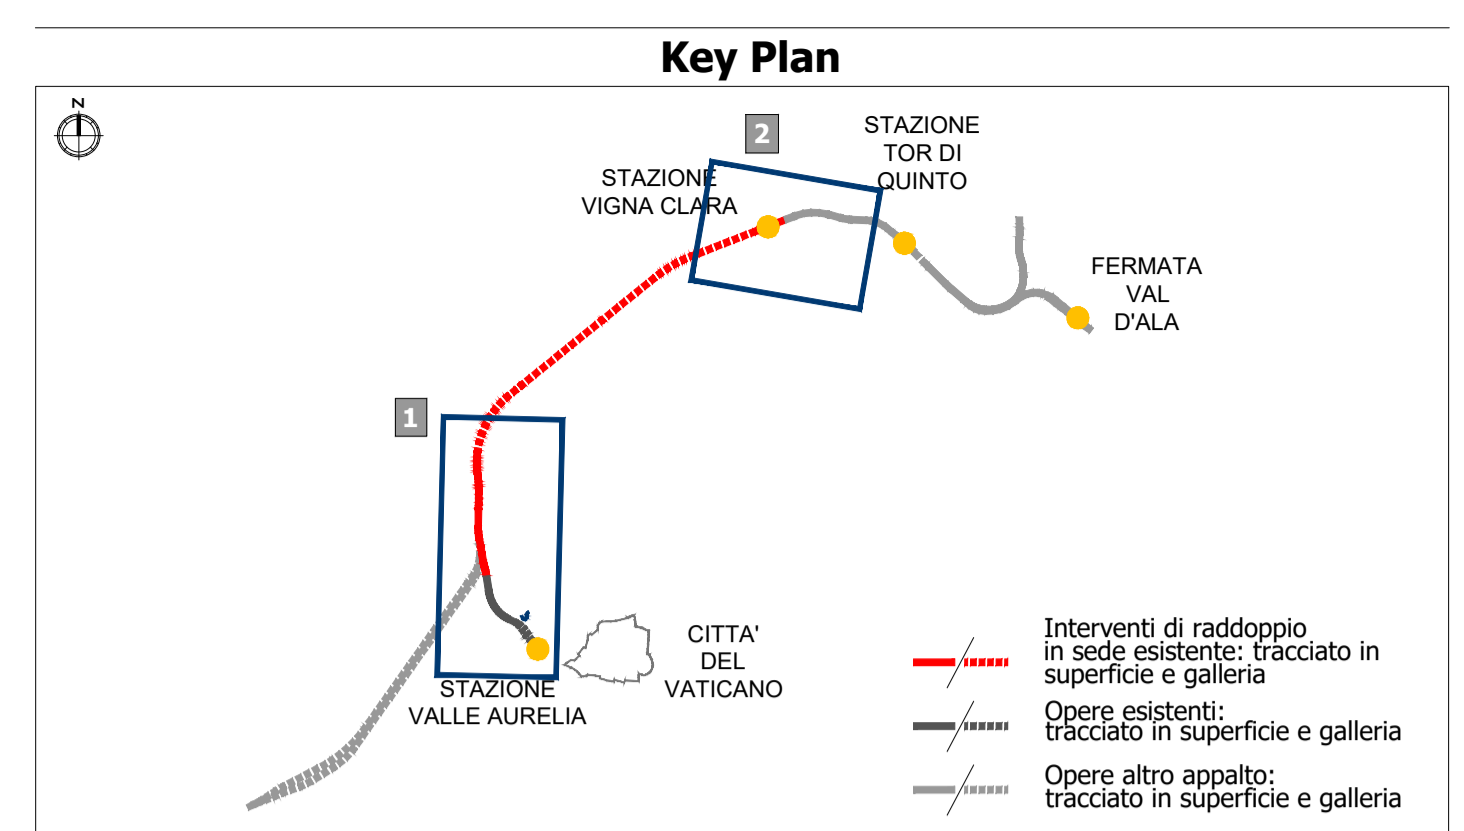 Key Plan
N
2
STAZIONE
TOR DI
QUINTO
STAZIONE
VIGNA CLARA
FERMATA
VAL
D'ALA
1
CITTA'
DEL
VATICANO
STAZIONE
VALLE AURELIA
Interventi di raddoppio
in sede esistente: tracciato in
superficie e galleria
Opere esistenti:
tracciato in superficie e galleria
Opere altro appalto:
tracciato in superficie e galleria